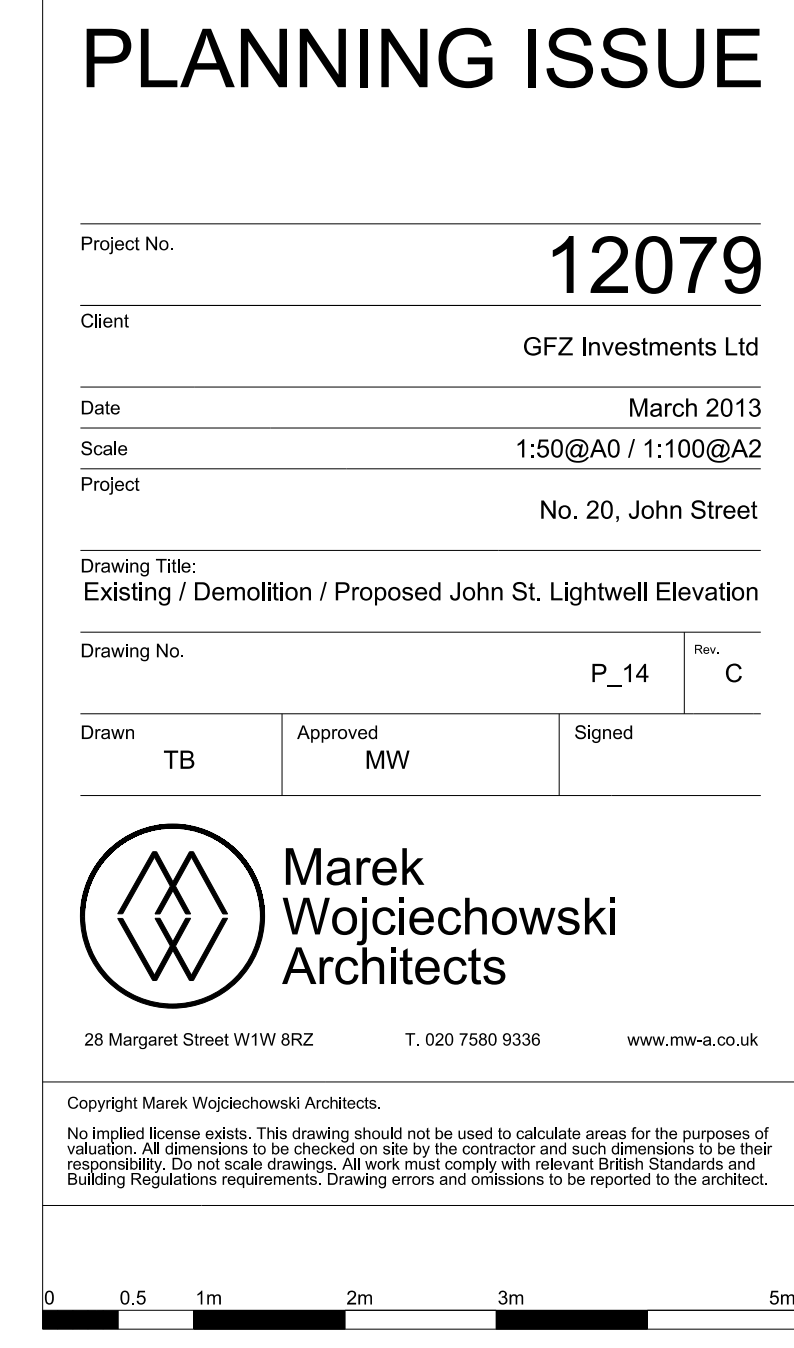 PLANNING ISSUE
Project No.
12079
Client
GFZ Investments Ltd
Date
March 2013
Scale
1:50@A0 / 1:100@A2
Project
No. 20, John Street
Drawing Title:
Existing / Demolition / Proposed John St. Lightwell Elevation
Drawing No.
P_14
Rev.
C
Drawn
TB
Approved
MW
Signed
Marek
Wojciechowski
Architects
28 Margaret Street W1W 8RZ T. 020 7580 9336 www.mw-a.co.uk
Copyright Marek Wojciechowski Architects.
No implied license exists. This drawing should not be used to calculate areas for the purposes of
valuation. All dimensions to be checked on site by the contractor and such dimensions to be their
responsibility. Do not scale drawings. All work must comply with relevant British Standards and
Building Regulations requirements. Drawing errors and omissions to be reported to the architect.
0 0.5 1m 2m 3m 5m